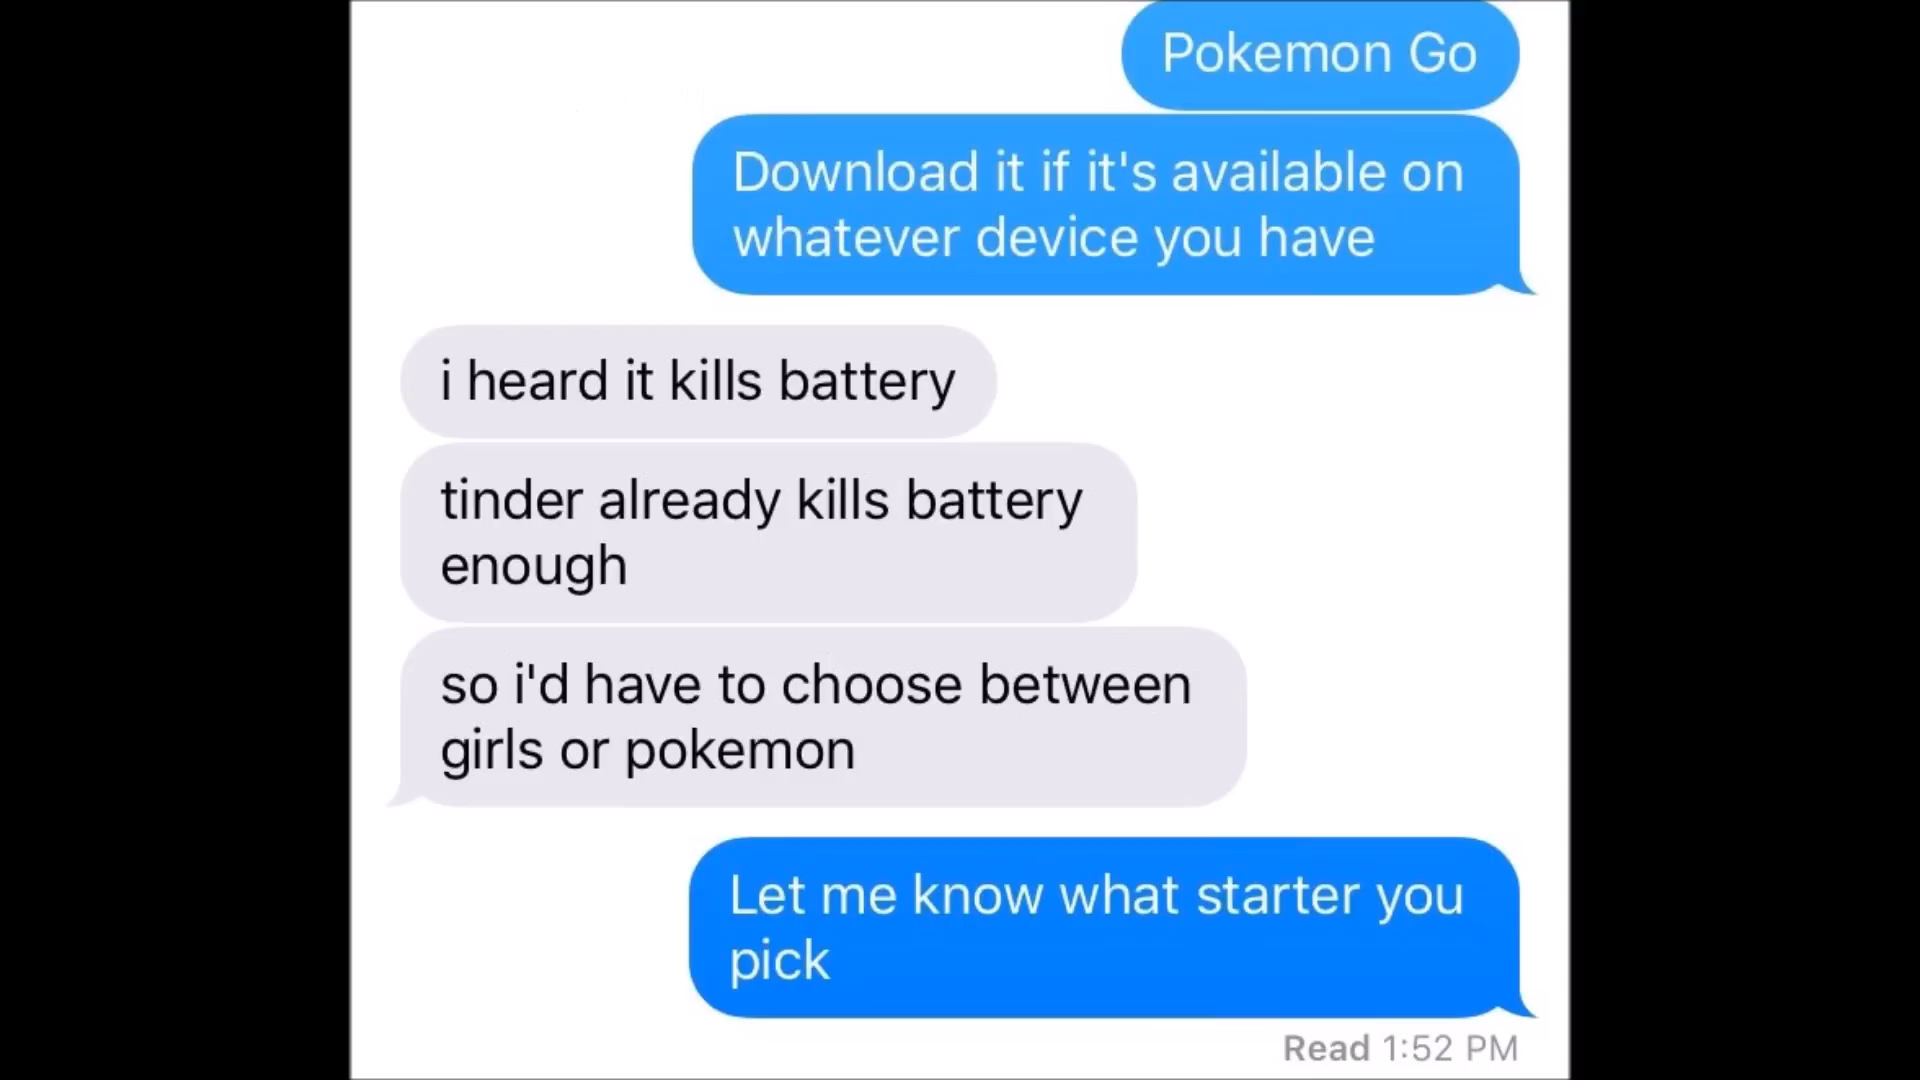 Pokemon Go
Download it if it's available on
whatever device you have
i heard it kills battery
tinder already kills battery
enough
so i'd have to choose between
girls or pokemon
Let me know what starter you
pick
Read 1:52 PM